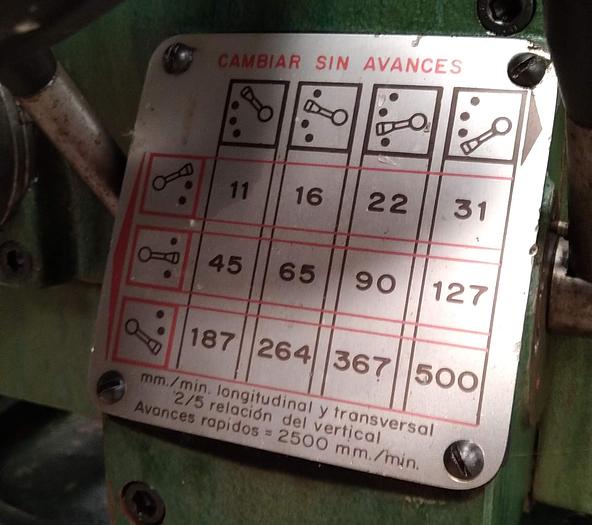 CAMBIAR SIN AVANCES
11 16 22 31
45 65 90 127
187 264 367 500
mm./min. longitudinal y transversal
2/5 relación del vertical
Avances rapidos = 2500 mm./min.